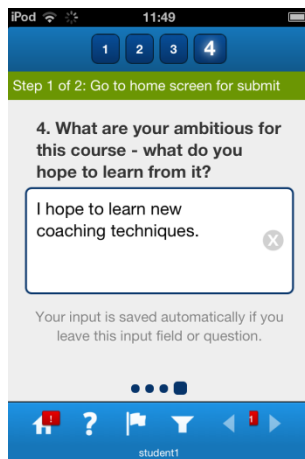 iPod 11:49
1 2 3 4
Step 1 of 2: Go to home screen for submit
4. What are your ambitious for
this course - what do you
hope to learn from it?
I hope to learn new
coaching techniques.
X
Your input is saved automatically if you
leave this input field or question.
! ? 1
student1